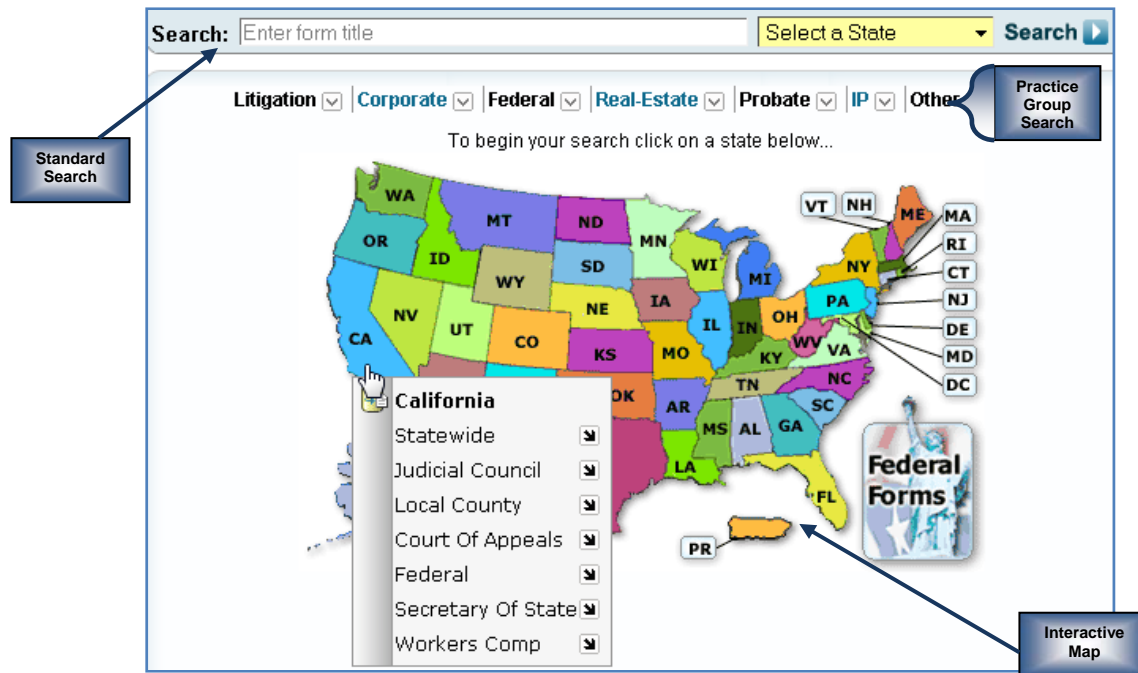 Search: Enter form title Select a State Search
Litigation Corporate Federal Real-Estate Probate IP Other
Practice
Group
Search
Standard
Search
To begin your search click on a state below...
WA
MT
ND
MN
VT NH ME MA
OR
ID
SD
WI
MI
NY
RI
WY
CT
NV
NE
IA
PA
NJ
CA
UT
CO
IL
IN
OH
DE
KS
MO
KY
WV
VA
MD
OK
AR
TN
NC
DC
California
SC
Statewide
MS
AL
GA
Judicial Council
LA
Federal
Forms
Local County
FL
Court Of Appeals
PR
Federal
Secretary Of State
Workers Comp
Interactive
Map